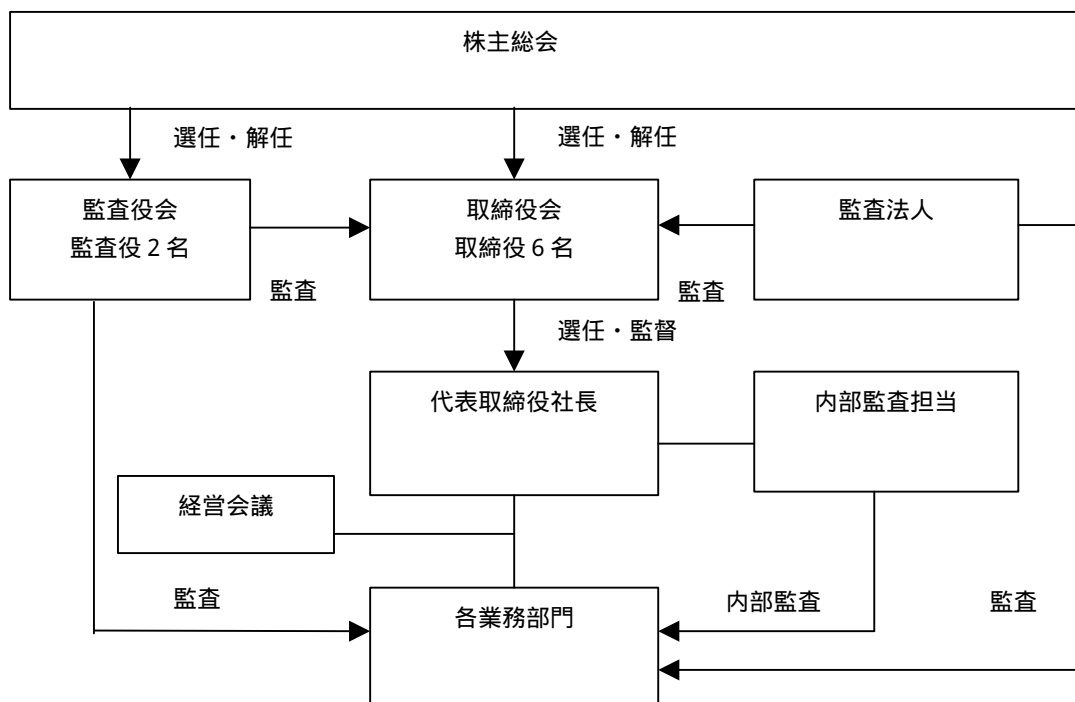 株主総会
選任・解任
選任・解任
監査役会
監査役2名
取締役会
取締役6名
監査法人
監査
監査
選任・監督
代表取締役社長
内部監査担当
経営会議
監査
内部監査
監査
各業務部門